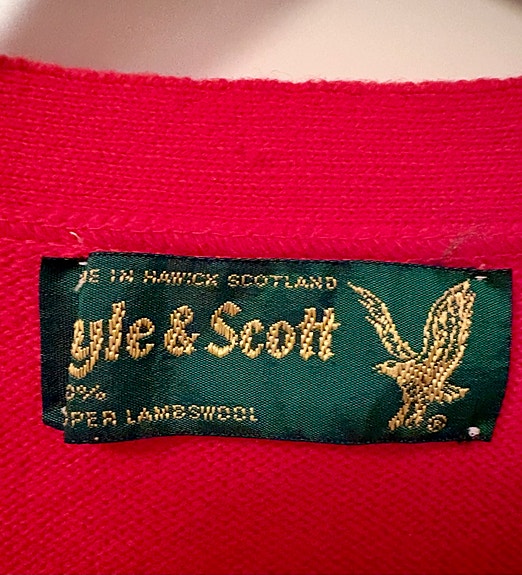 E IN HAWICK SCOTLAND
yle & Scott
0%
PER LAMBSWOOL
®